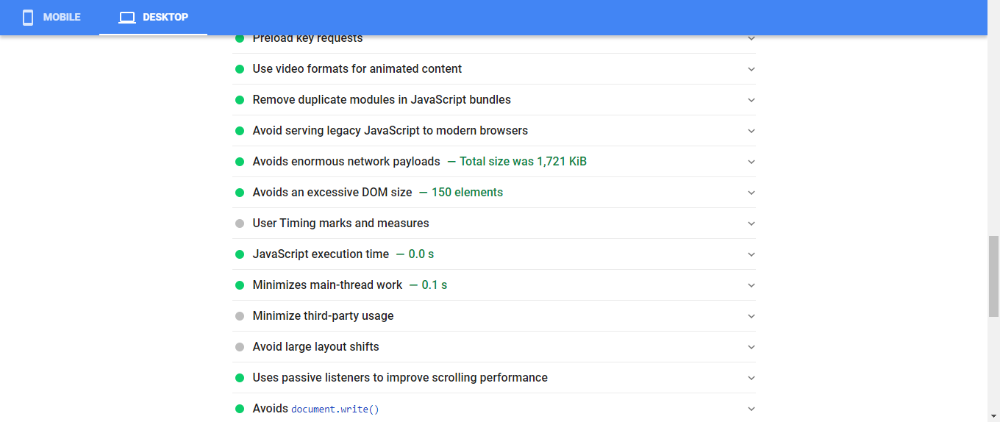 MOBILE
DESKTOP
Preload key requests
Use video formats for animated content
Remove duplicate modules in JavaScript bundles
Avoid serving legacy JavaScript to modern browsers
Avoids enormous network payloads — Total size was 1,721 KiB
Avoids an excessive DOM size — 150 elements
User Timing marks and measures
JavaScript execution time — 0.0 s
Minimizes main-thread work — 0.1 s
Minimize third-party usage
Avoid large layout shifts
Uses passive listeners to improve scrolling performance
Avoids document.write()